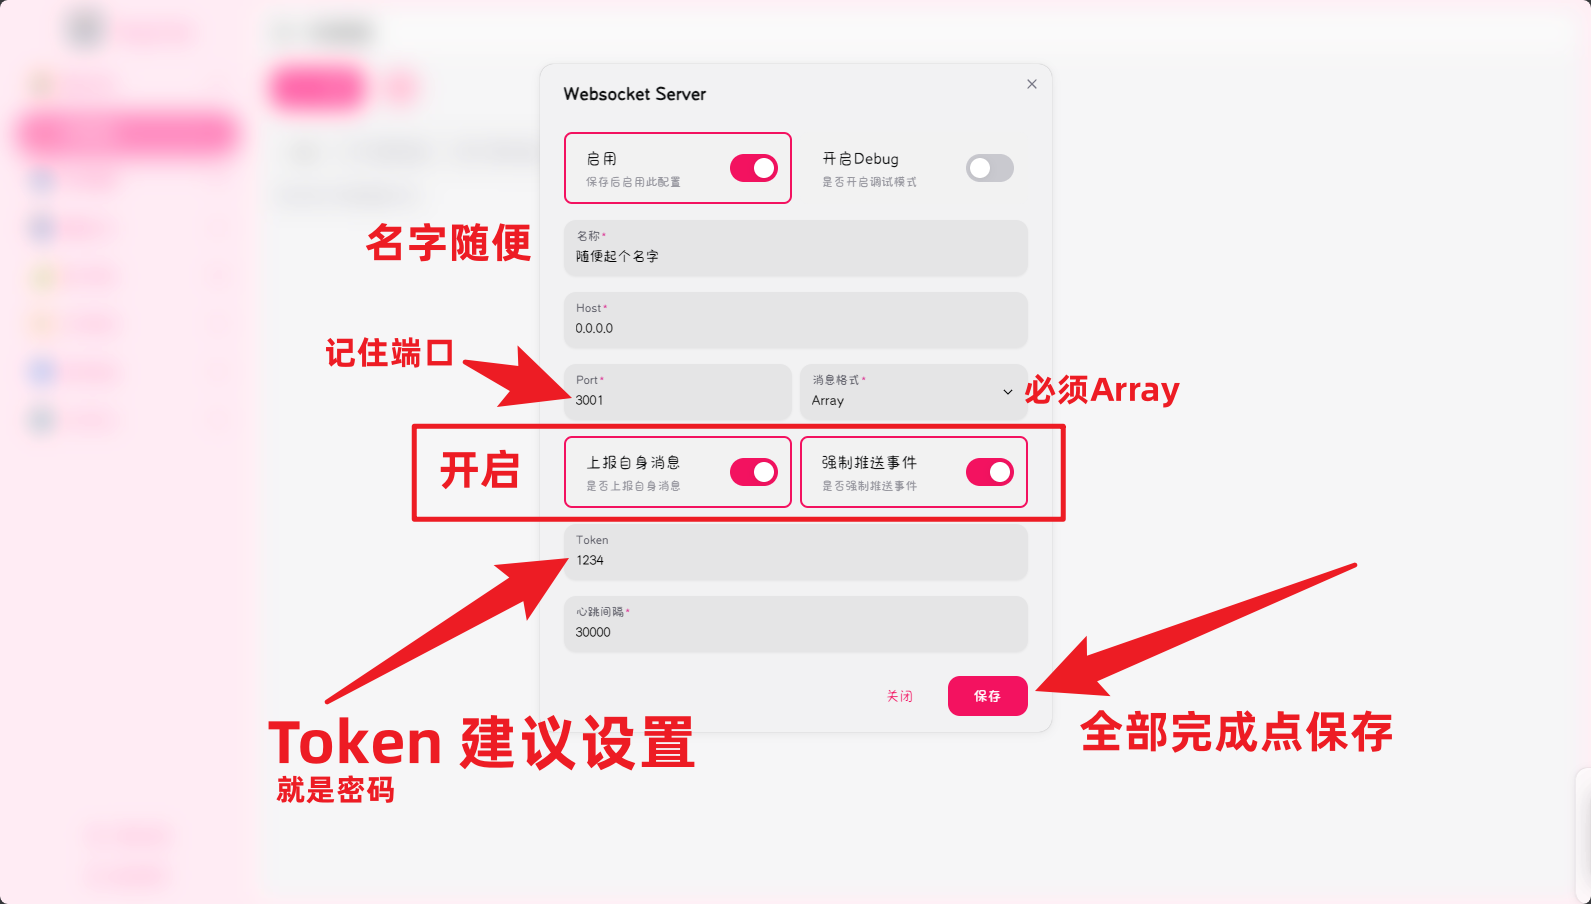 Websocket Server
启用
保存后启用此配置
开启Debug
是否开启调试模式
名字随便
名称*
随便起个名字
Host*
0.0.0.0
记住端口
Port*
3001
消息格式*
Array
必须Array
开启
上报自身消息
是否上报自身消息
强制推送事件
是否强制推送事件
Token
1234
心跳间隔*
30000
关闭
保存
Token 建议设置
就是密码
全部完成点保存